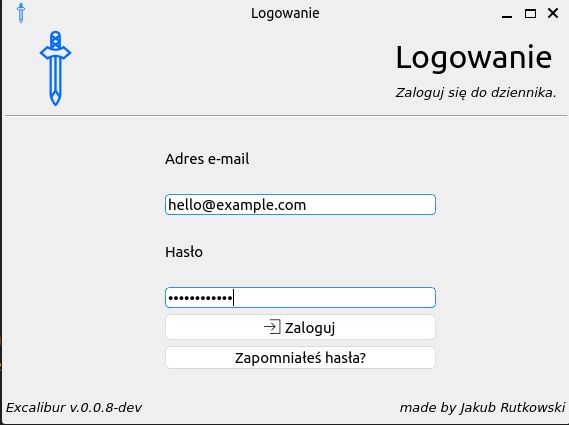 Logowanie
Logowanie
Zaloguj się do dziennika.
Adres e-mail
hello@example.com
Hasło
••••••••••••
Zaloguj
Zapomniałeś hasła?
Excalibur v.0.0.8-dev
made by Jakub Rutkowski